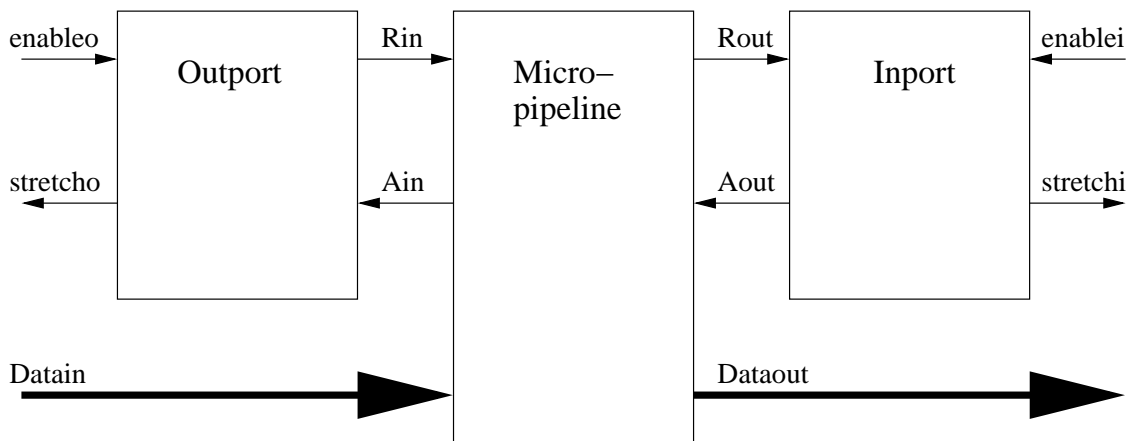 enableo
Rin
Rout
enablei
Outport
Micro–
pipeline
Inport
stretcho
Ain
Aout
stretchi
Datain
Dataout